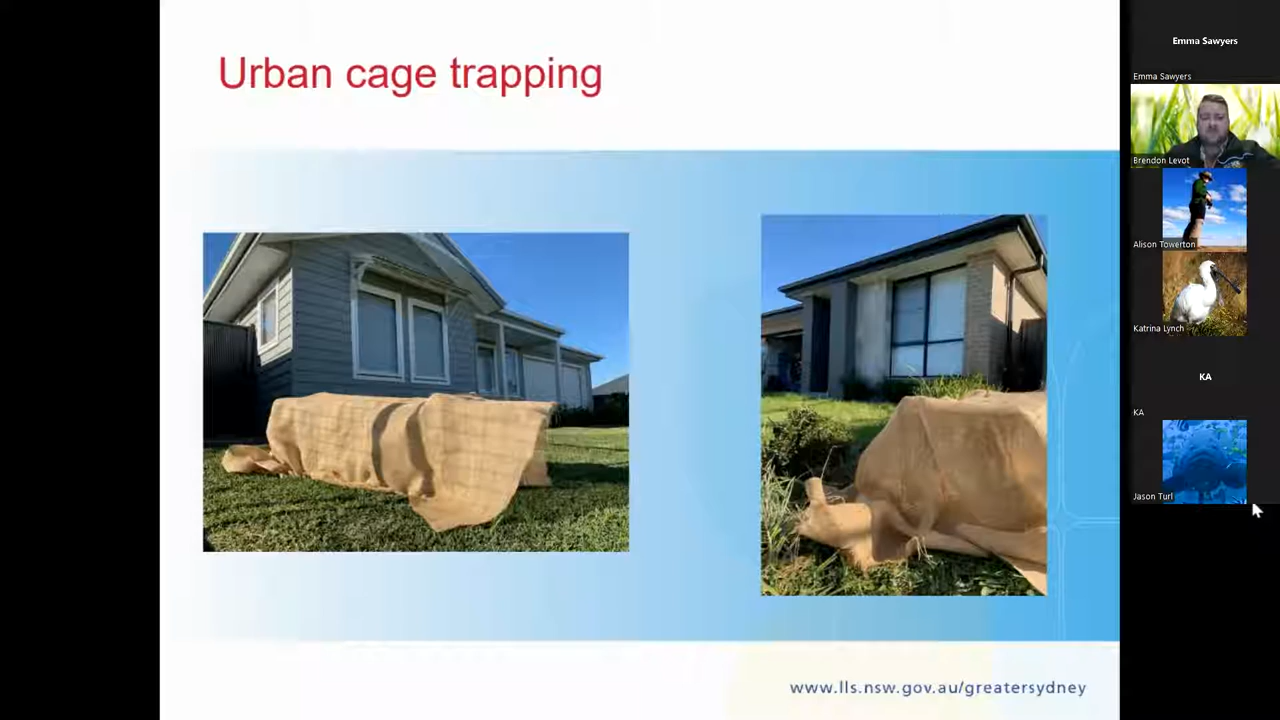 Urban cage trapping
www.lls.nsw.gov.au/greatersydney
Emma Sawyers
Emma Sawyers
Brendon Levot
Alison Towerton
Katrina Lynch
KA
KA
Jason Turl